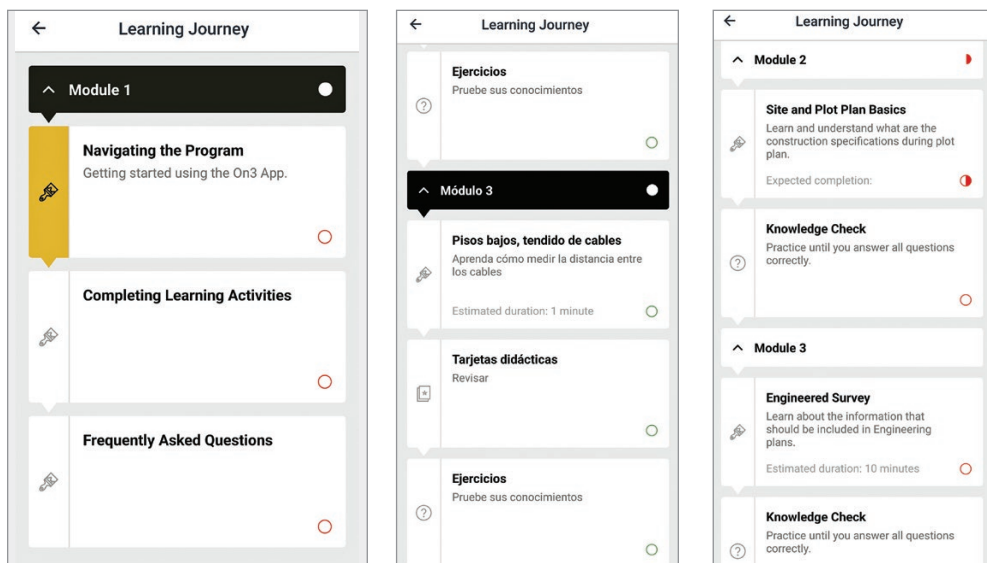 Learning Journey
Module 1
Navigating the Program
Getting started using the On3 App.
Completing Learning Activities
Frequently Asked Questions
Learning Journey
Ejercicios
Pruebe sus conocimientos
Módulo 3
Pisos bajos, tendido de cables
Aprenda cómo medir la distancia entre
los cables
Estimated duration: 1 minute
Tarjetas didácticas
Revisar
Ejercicios
Pruebe sus conocimientos
Learning Journey
Module 2
Site and Plot Plan Basics
Learn and understand what are the
construction specifications during plot
plan.
Expected completion:
Knowledge Check
Practice until you answer all questions
correctly.
Module 3
Engineered Survey
Learn about the information that
should be included in Engineering
plans.
Estimated duration: 10 minutes
Knowledge Check
Practice until you answer all questions
correctly.